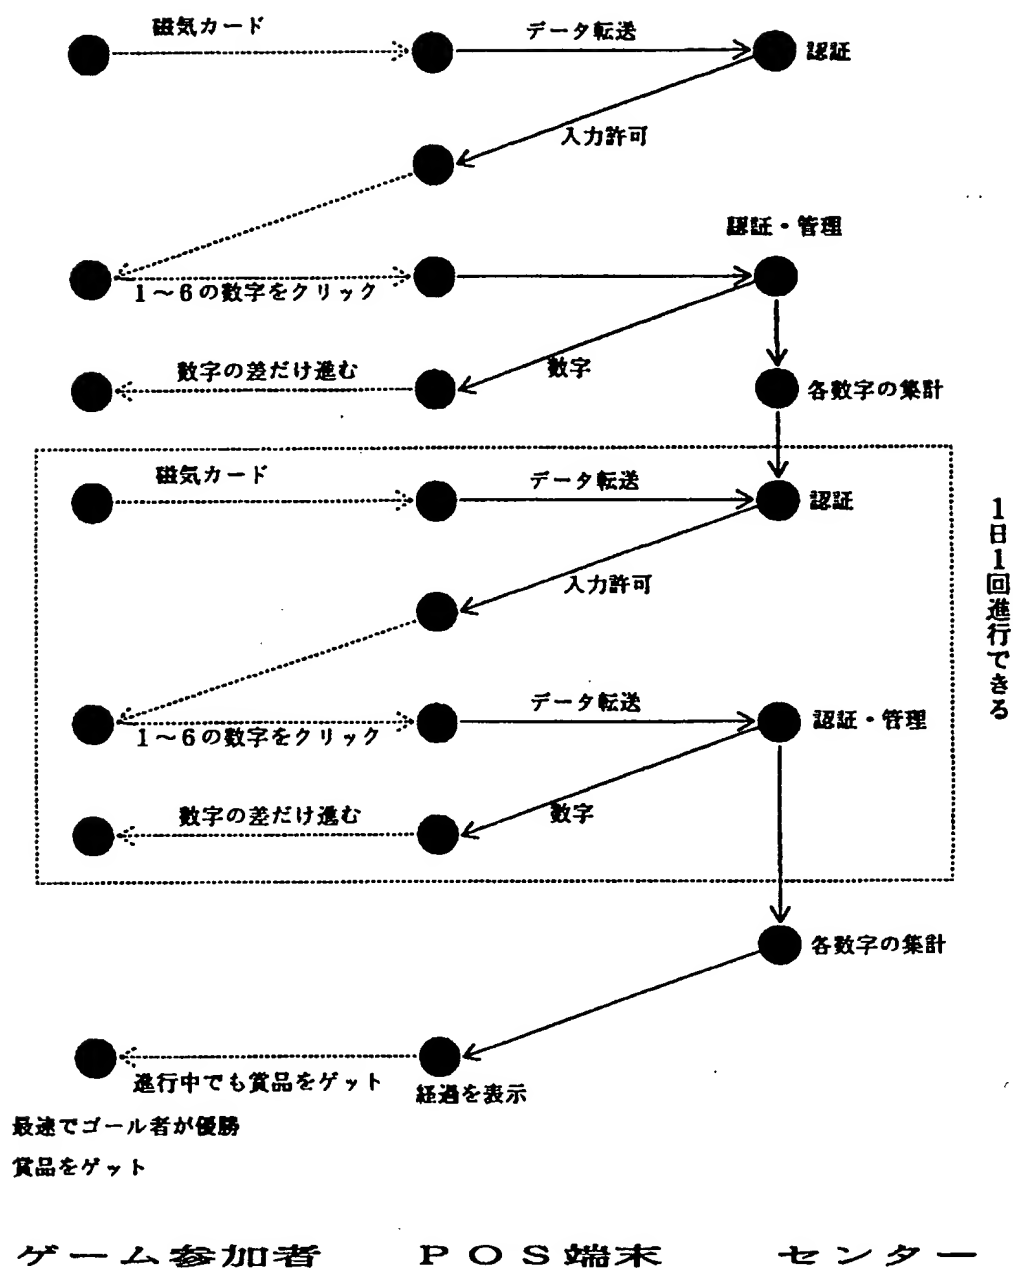 磁気カード
データ転送
認証
入力許可
認証・管理
1～6の数字をクリック
数字の差だけ進む
数字
各数字の集計
磁気カード
データ転送
認証
1日1回進行できる
入力許可
データ転送
1～6の数字をクリック
認証・管理
数字の差だけ進む
数字
各数字の集計
進行中でも賞品をゲット
経過を表示
最速でゴール者が優勝
賞品をゲット
ゲーム参加者 POS端末 センター